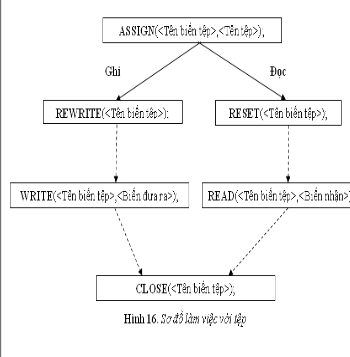 ASSIGN(<Tên biến tệp>,<Tên tệp>);
Ghi
Đọc
REWRITE(<Tên biến tệp>);
RESET(<Tên biến tệp>);
WRITE(<Tên biến tệp>,<Biến đưa ra>);
READ(<Tên biến tệp>,<Biến nhận>)
CLOSE(<Tên biến tệp>);
Hình 16. Sơ đồ làm việc với tệp